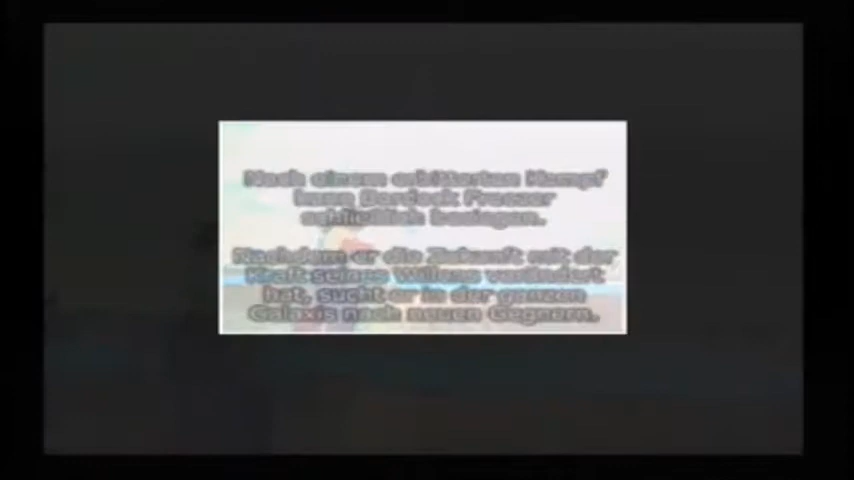 Nach einem erbitterten Kampf
kann Bardock Freezer
schließlich besiegen.
Nachdem er die Zukunft mit der
Kraft seines Willens verändert
hat, sucht er in der ganzen
Galaxis nach neuen Gegnern.